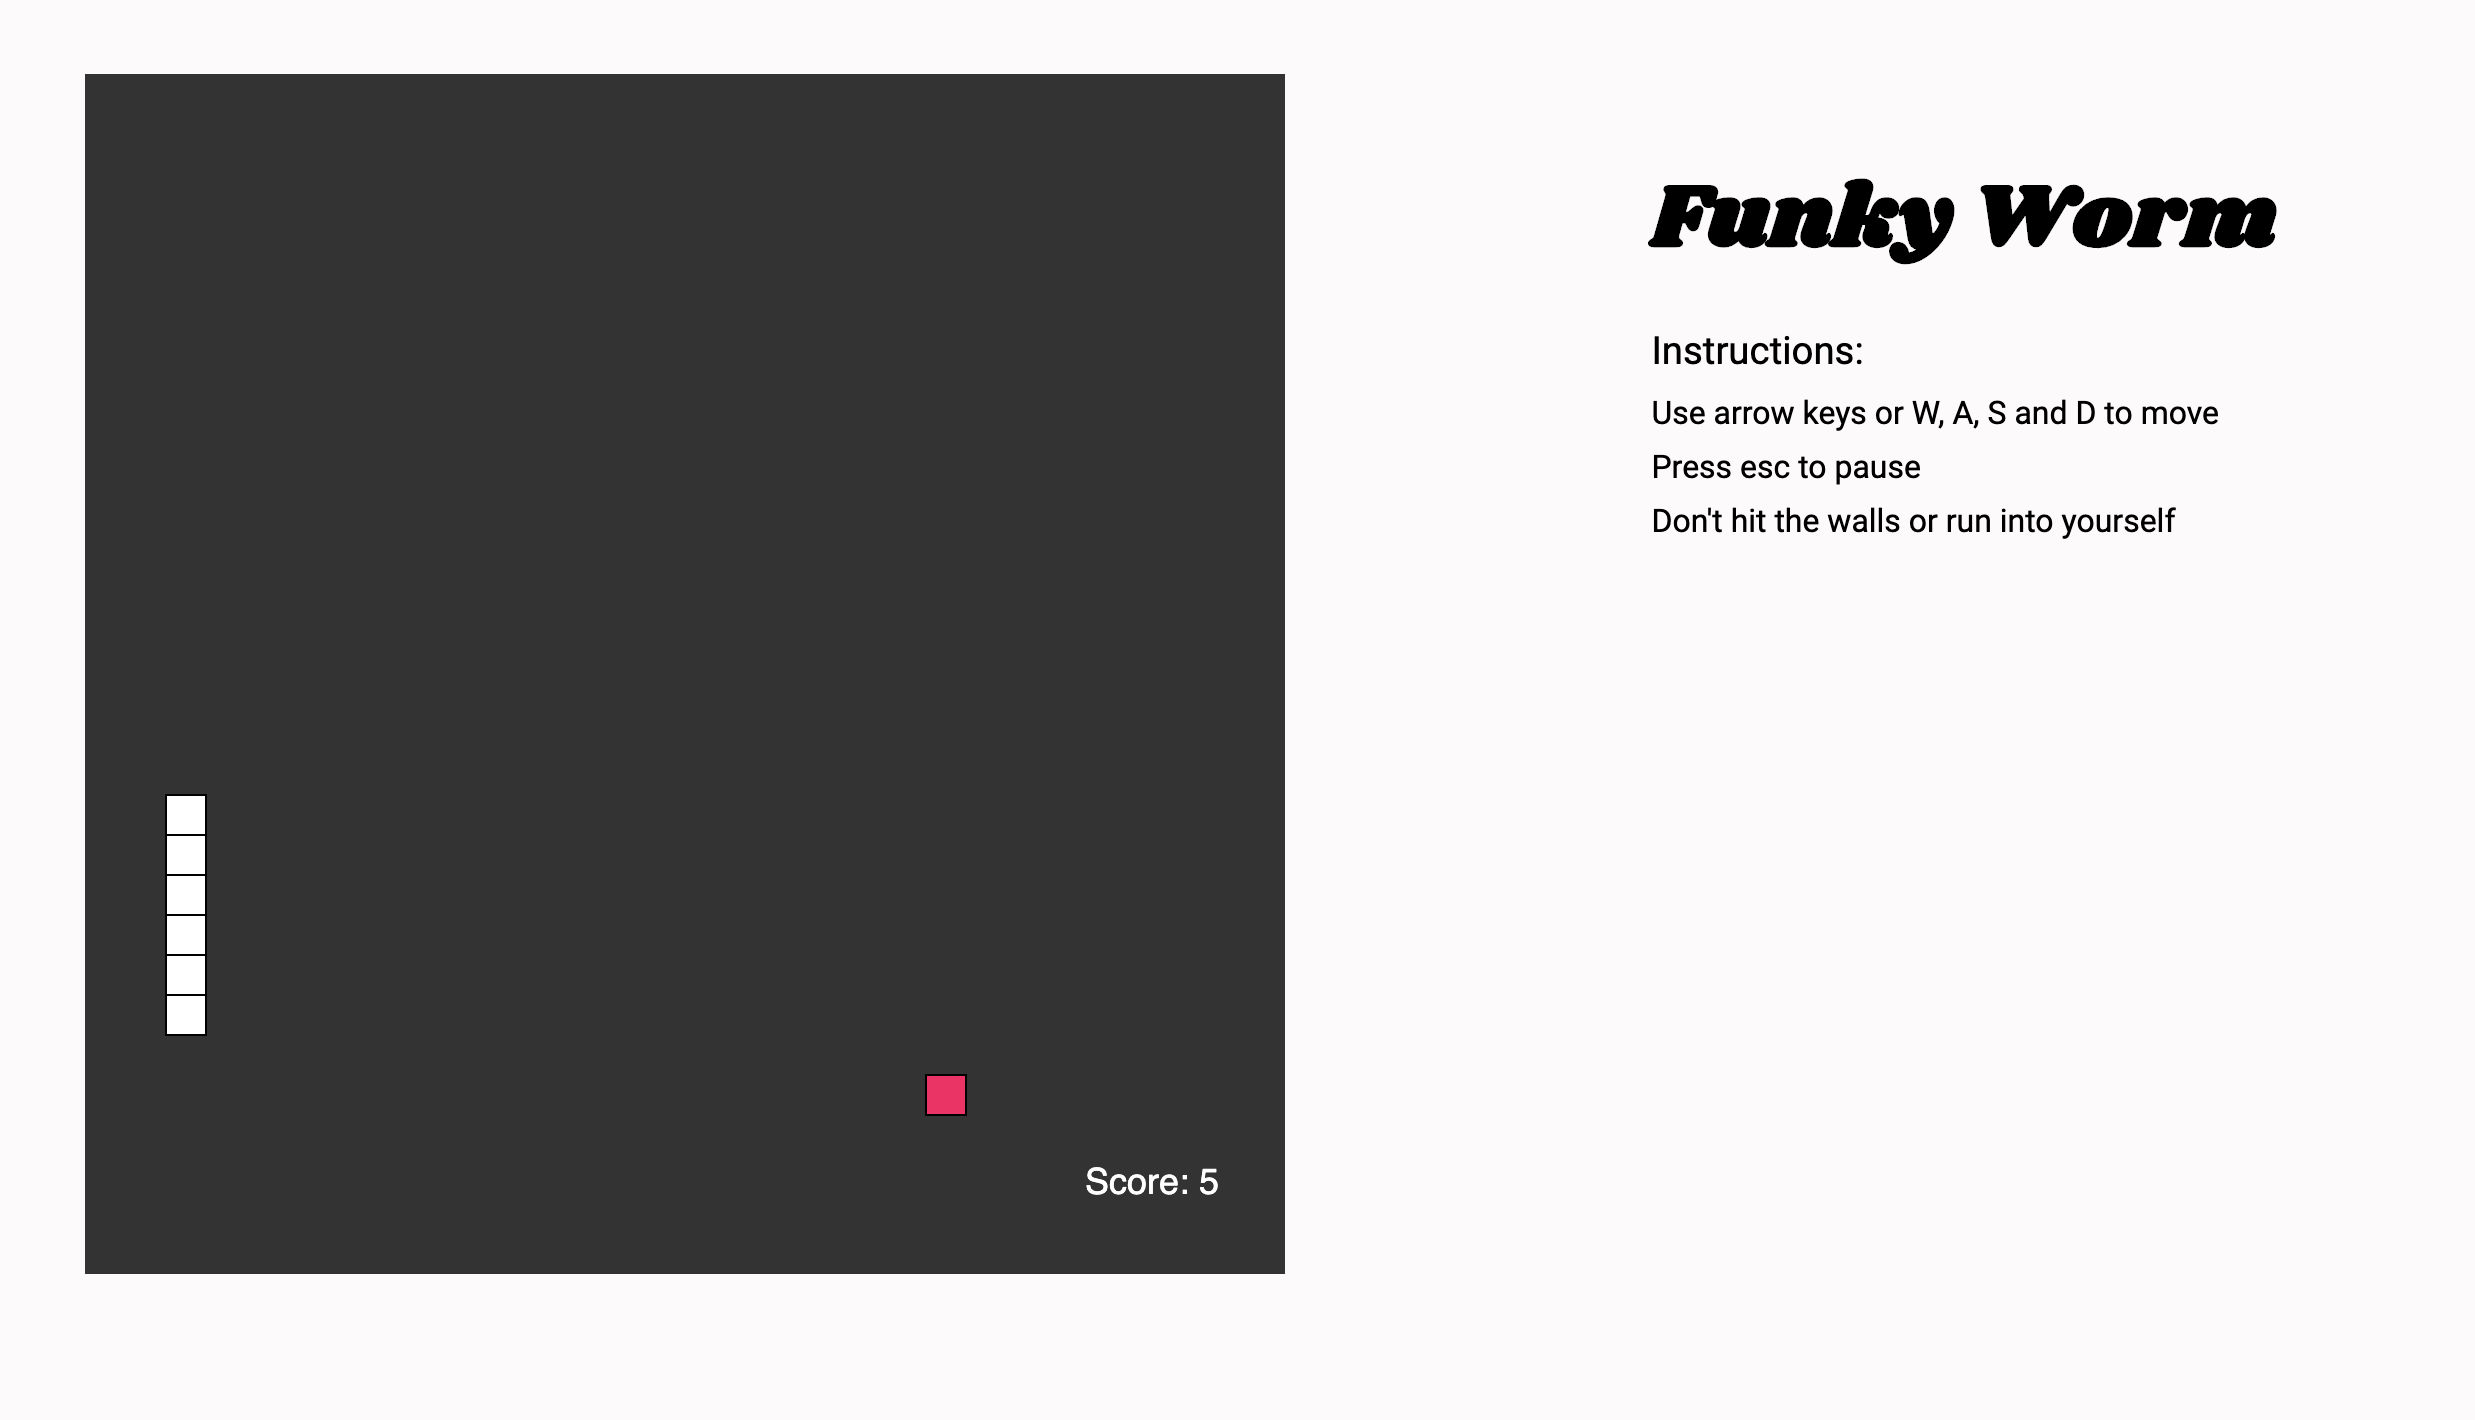 Funky Worm
Instructions:
Use arrow keys or W, A, S and D to move
Press esc to pause
Don't hit the walls or run into yourself
Score: 5